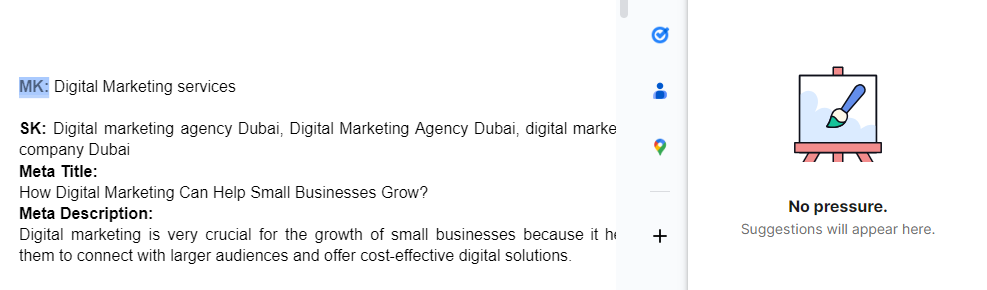 MK: Digital Marketing services
SK: Digital marketing agency Dubai, Digital Marketing Agency Dubai, digital marke
company Dubai
Meta Title:
How Digital Marketing Can Help Small Businesses Grow?
Meta Description:
Digital marketing is very crucial for the growth of small businesses because it he
them to connect with larger audiences and offer cost-effective digital solutions.
No pressure.
Suggestions will appear here.